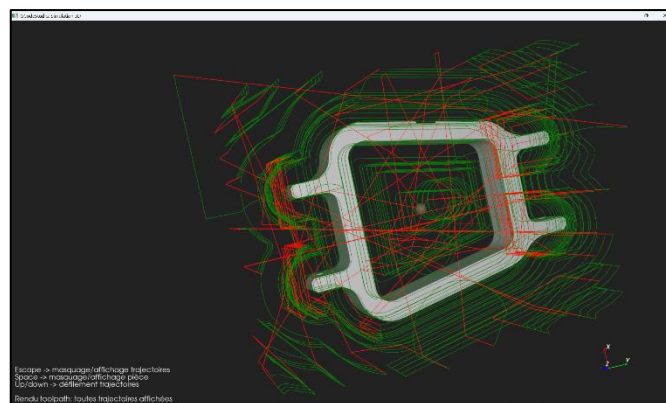 Escape -> masquage/affichage trajectoires
Space -> masquage/affichage pièce
Up/down -> défilement trajectoires
Rendu toolpath: toutes trajectoires affichées
X
Y
Z